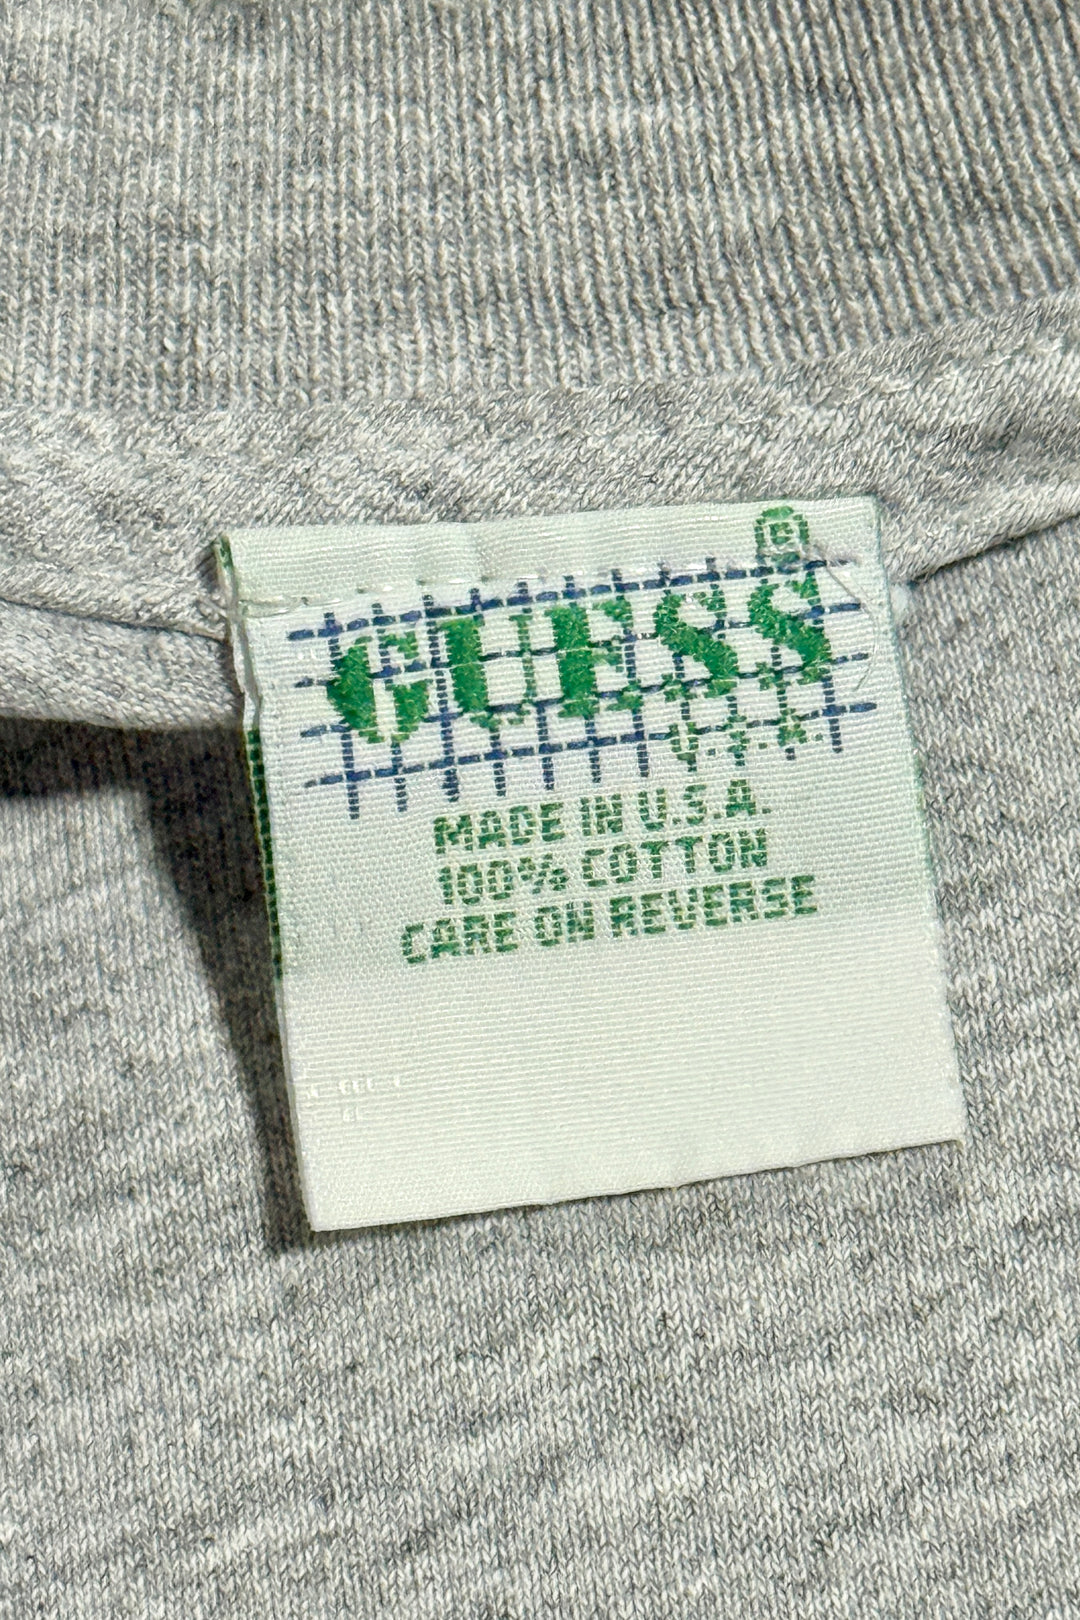 GUESS®
U.S.A.
MADE IN U.S.A.
100% COTTON
CARE ON REVERSE